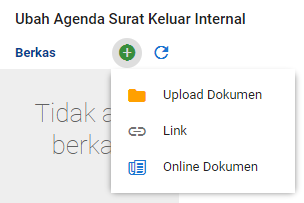 Ubah Agenda Surat Keluar Internal
Berkas
Tidak a
berka
Upload Dokumen
Link
Online Dokumen